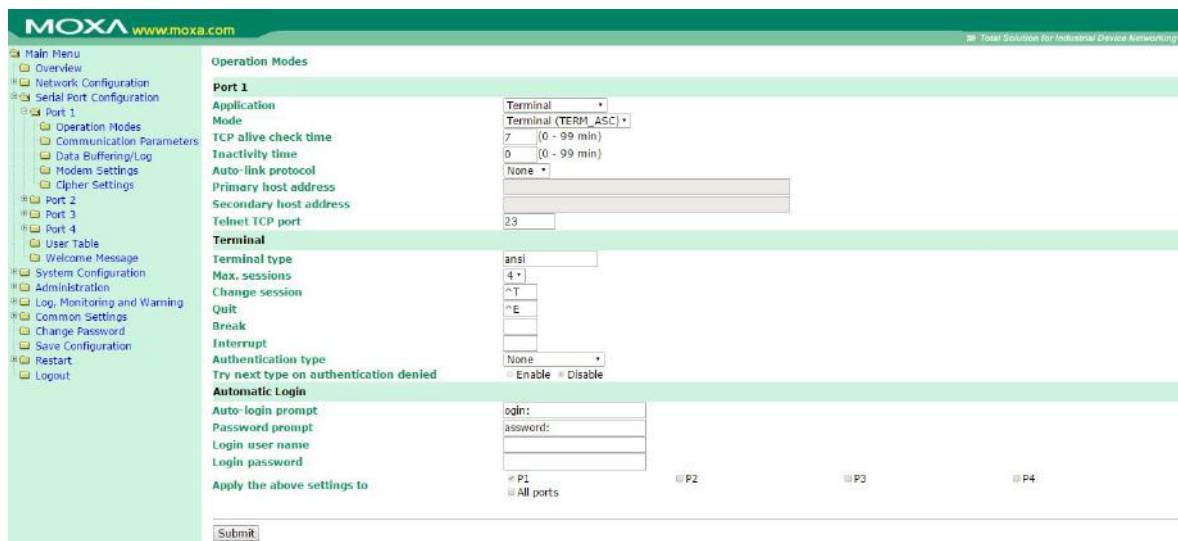 MOXA www.moxa.com
Total Solution for Industrial Device Networking
Main Menu
Overview
Network Configuration
Serial Port Configuration
Port 1
Operation Modes
Communication Parameters
Data Buffering/Log
Modem Settings
Cipher Settings
Port 2
Port 3
Port 4
User Table
Welcome Message
System Configuration
Administration
Log, Monitoring and Warning
Common Settings
Change Password
Save Configuration
Restart
Logout
Operation Modes
Port 1
Application Terminal
Mode Terminal (TERM_ASC)
TCP alive check time 7 (0 - 99 min)
Inactivity time 0 (0 - 99 min)
Auto-link protocol None
Primary host address
Secondary host address
Telnet TCP port 23
Terminal
Terminal type ansi
Max. sessions 4
Change session ^T
Quit ^E
Break
Interrupt
Authentication type None
Try next type on authentication denied Enable Disable
Automatic Login
Auto-login prompt ogin:
Password prompt assword:
Login user name
Login password
Apply the above settings to P1 P2 P3 P4
All ports
Submit